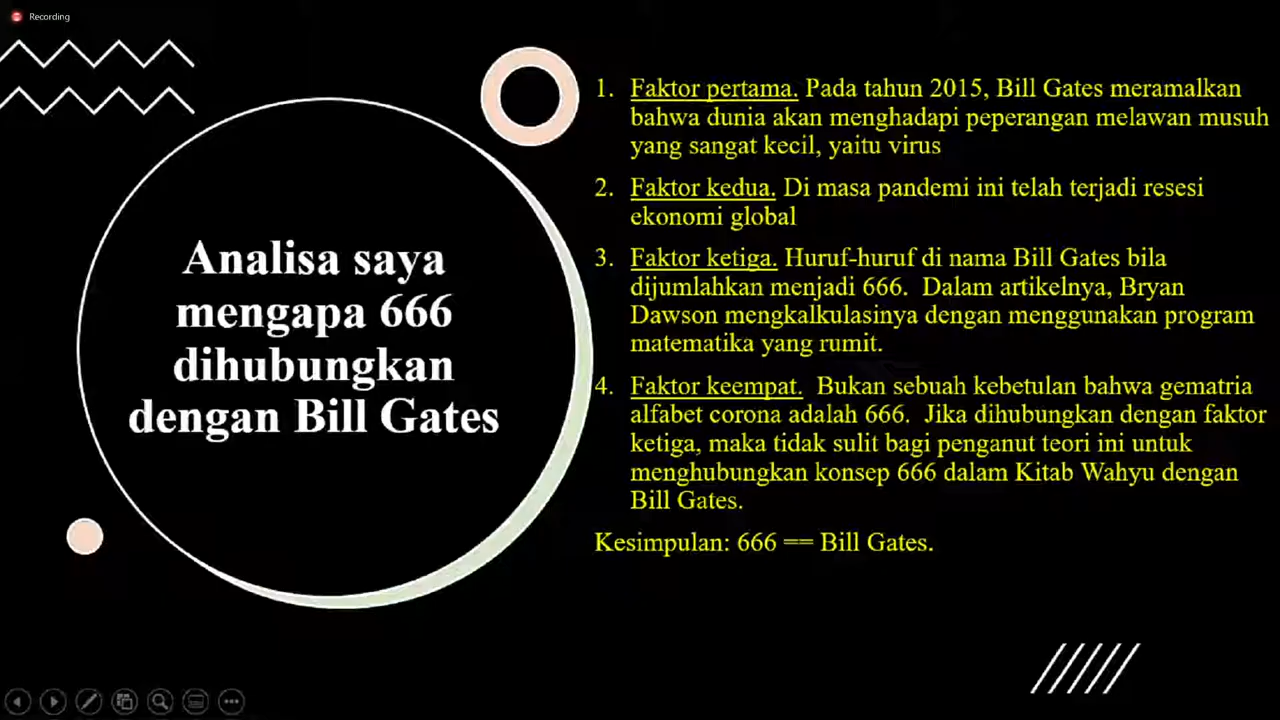 Recording
Analisa saya
mengapa 666
dihubungkan
dengan Bill Gates
1. Faktor pertama. Pada tahun 2015, Bill Gates meramalkan
bahwa dunia akan menghadapi peperangan melawan musuh
yang sangat kecil, yaitu virus
2. Faktor kedua. Di masa pandemi ini telah terjadi resesi
ekonomi global
3. Faktor ketiga. Huruf-huruf di nama Bill Gates bila
dijumlahkan menjadi 666. Dalam artikelnya, Bryan
Dawson mengkalkulasinya dengan menggunakan program
matematika yang rumit.
4. Faktor keempat. Bukan sebuah kebetulan bahwa gematria
alfabet corona adalah 666. Jika dihubungkan dengan faktor
ketiga, maka tidak sulit bagi penganut teori ini untuk
menghubungkan konsep 666 dalam Kitab Wahyu dengan
Bill Gates.
Kesimpulan: 666 == Bill Gates.